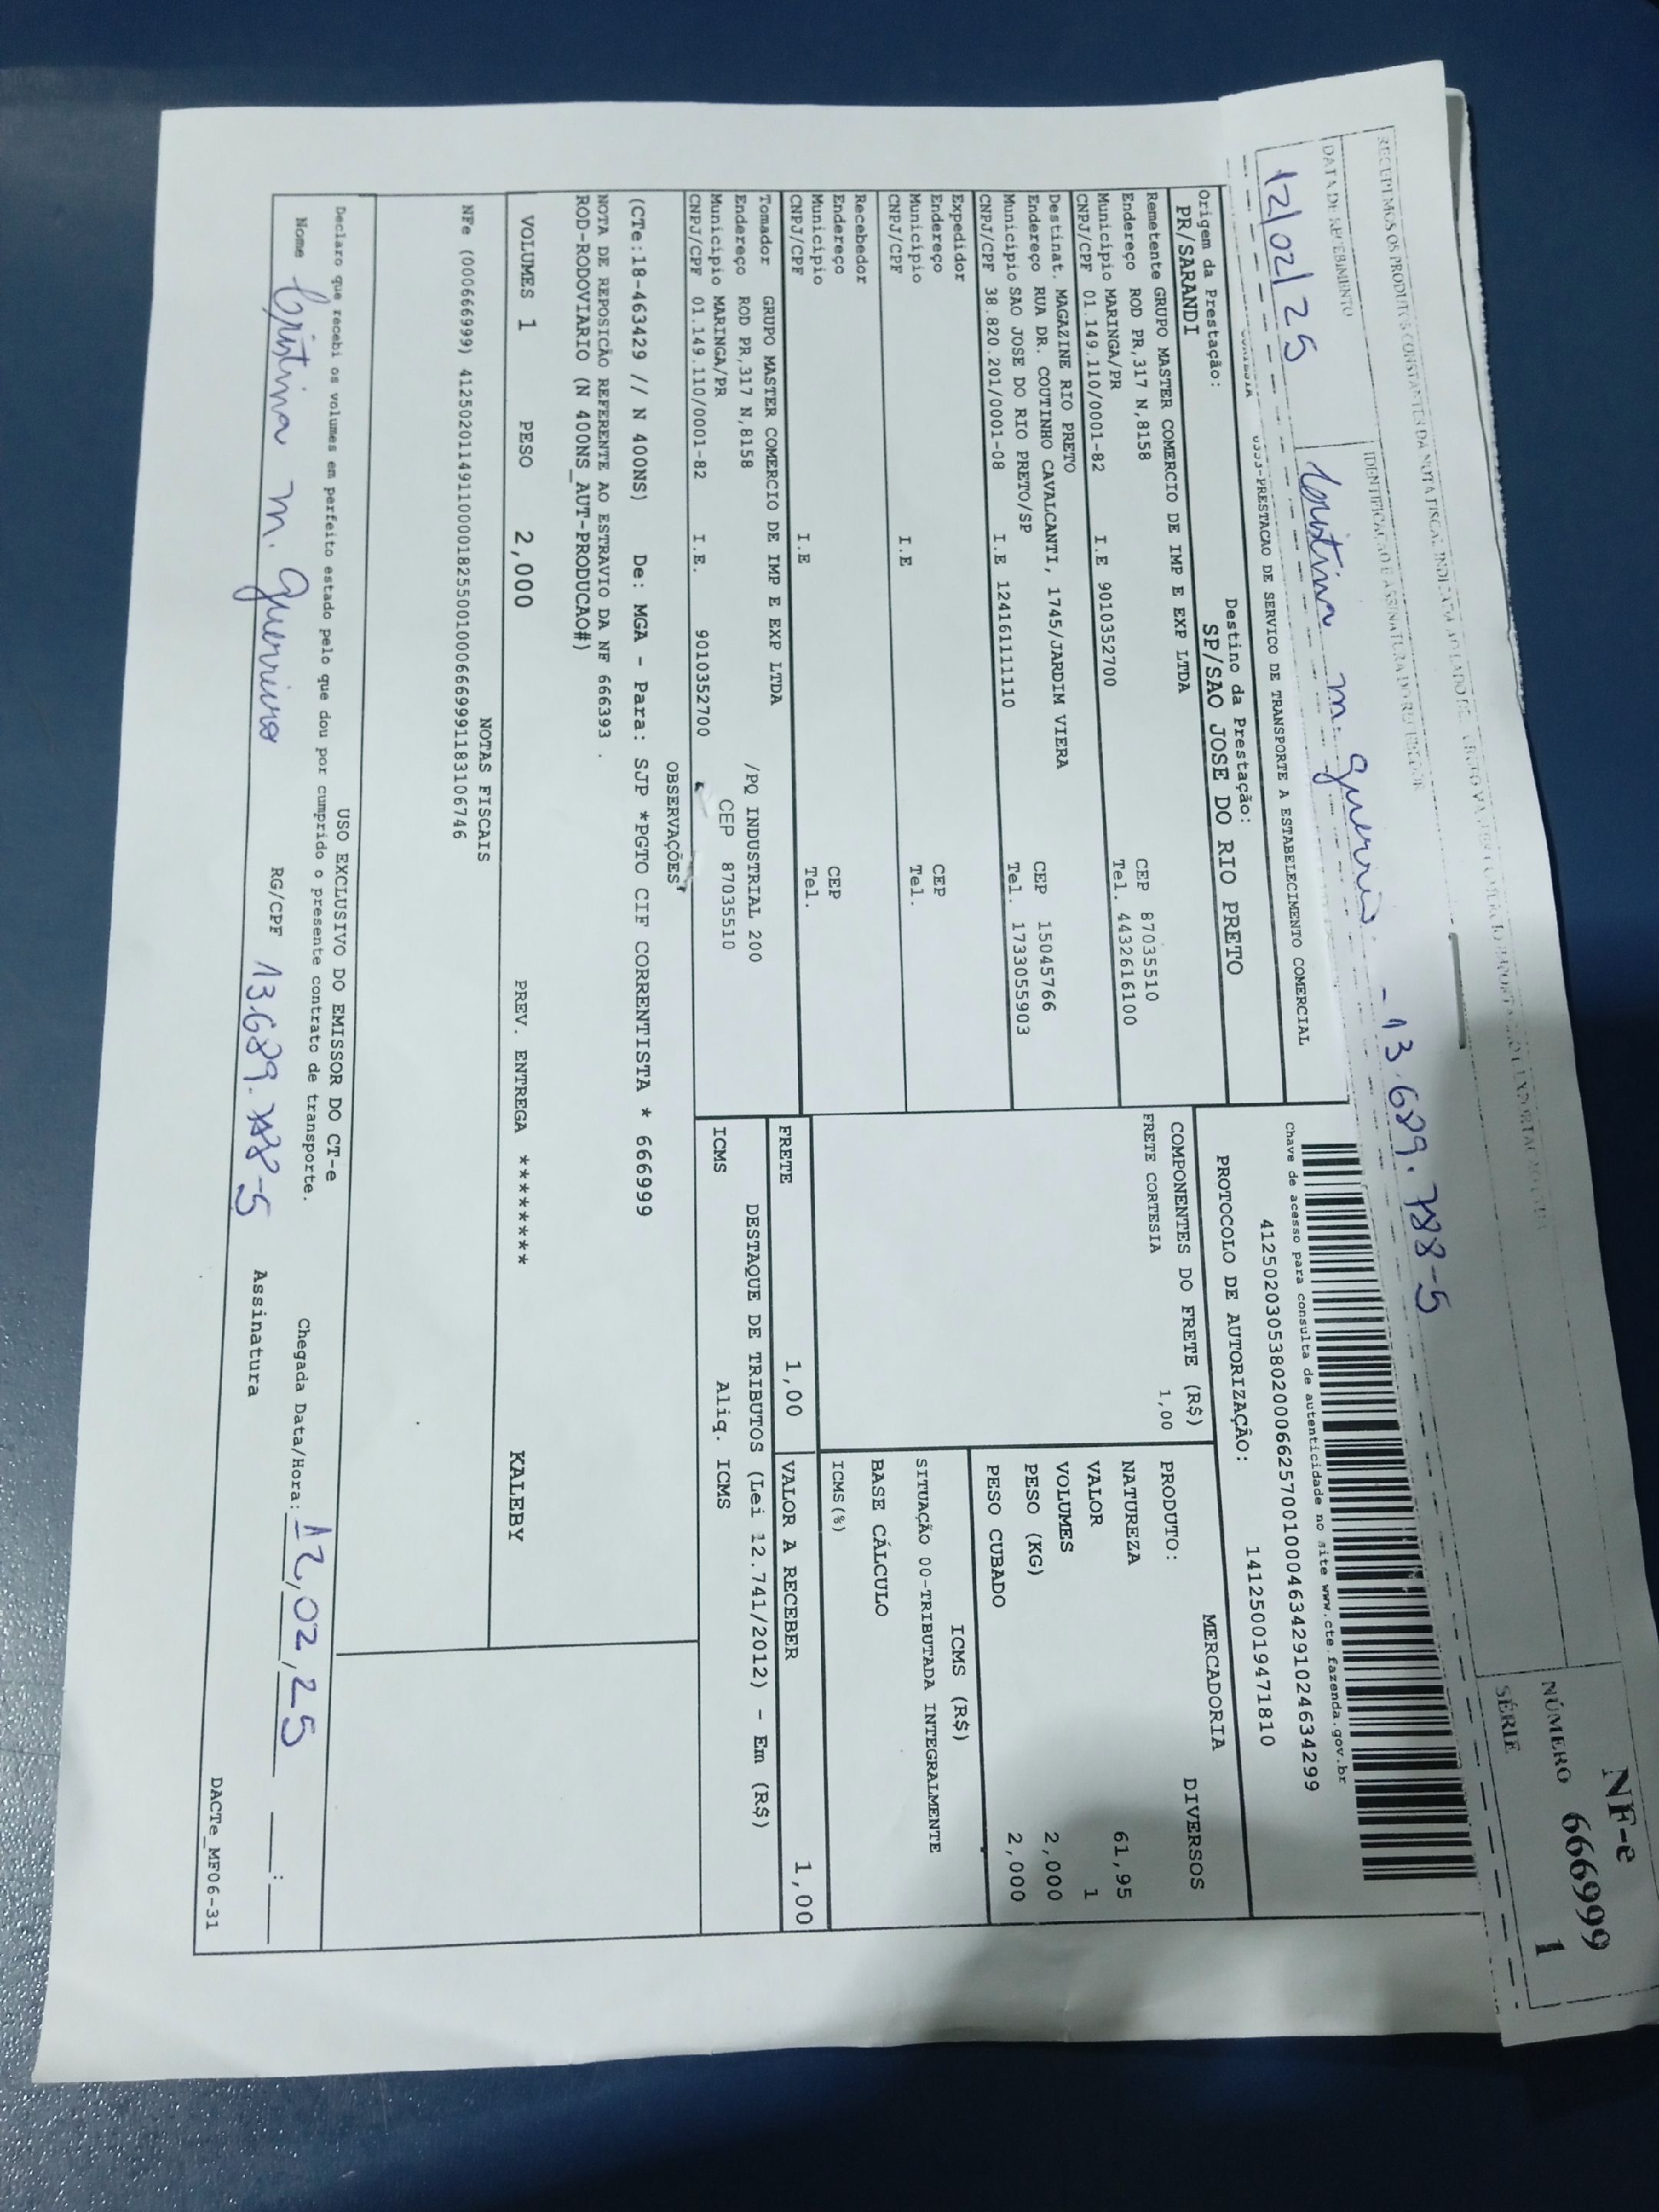 RECEBEMOS OS PRODUTOS CONSTANTES DA NOTA FISCAL INDICADA AO LADO
NF-e
NÚMERO 666999
SÉRIE 1
DATA DE RECEBIMENTO
IDENTIFICAÇÃO E ASSINATURA DO RECEBEDOR
12/02/25
Cristina m. Guerreiro - 13.689.788-5
PRESTACAO DE SERVICO DE TRANSPORTE A ESTABELECIMENTO COMERCIAL
Chave de acesso para consulta de autenticidade no site www.cte.fazenda.gov.br
41250203053802000662570010004634291024634299
PROTOCOLO DE AUTORIZAÇÃO: 141250019471810
Origem da Prestação:
PR/SARANDI
Destino da Prestação:
SP/SAO JOSE DO RIO PRETO
Remetente GRUPO MASTER COMERCIO DE IMP E EXP LTDA
Endereço ROD PR,317 N,8158 CEP 87035510
Município MARINGA/PR Tel. 4432616100
CNPJ/CPF 01.149.110/0001-82 I.E 9010352700
Destinat. MAGAZINE RIO PRETO
Endereço RUA DR. COUTINHO CAVALCANTI, 1745/JARDIM VIERA CEP 15045766
Município SAO JOSE DO RIO PRETO/SP Tel. 1733055903
CNPJ/CPF 38.820.201/0001-08 I.E 124161111110
Expedidor
Endereço CEP
Município Tel.
CNPJ/CPF I.E
Recebedor
Endereço CEP
Município Tel.
CNPJ/CPF I.E
Tomador GRUPO MASTER COMERCIO DE IMP E EXP LTDA
Endereço ROD PR,317 N,8158 /PQ INDUSTRIAL 200
Município MARINGA/PR CEP 87035510
CNPJ/CPF 01.149.110/0001-82 I.E. 9010352700
COMPONENTES DO FRETE (R$)
FRETE CORTESIA 1,00
MERCADORIA
PRODUTO: DIVERSOS
NATUREZA
VALOR 61,95
VOLUMES 1
PESO (KG) 2,000
PESO CUBADO 2,000
ICMS (R$)
SITUAÇÃO 00-TRIBUTADA INTEGRALMENTE
BASE CÁLCULO
ICMS(%)
FRETE 1,00
VALOR A RECEBER 1,00
DESTAQUE DE TRIBUTOS (Lei 12.741/2012) - Em (R$)
ICMS Aliq. ICMS
OBSERVAÇÕES
(CTe:18-463429 // N 400NS) De: MGA - Para: SJP *PGTO CIF CORRENTISTA * 666999
NOTA DE REPOSICÃO REFERENTE AO ESTRAVIO DA NF 666393 .
ROD-RODOVIARIO (N 400NS_AUT-PRODUCAO#)
VOLUMES 1 PESO 2,000 PREV. ENTREGA ******** KALEBY
NOTAS FISCAIS
NFe (000666999) 41250201149110000182550010006669991183106746
USO EXCLUSIVO DO EMISSOR DO CT-e
Declaro que recebi os volumes em perfeito estado pelo que dou por cumprido o presente contrato de transporte.
Chegada Data/Hora: 12,02,25 __:__
Nome Cristina m. Guerreiro RG/CPF 13.689.788-5 Assinatura
DACTe_MF06-31